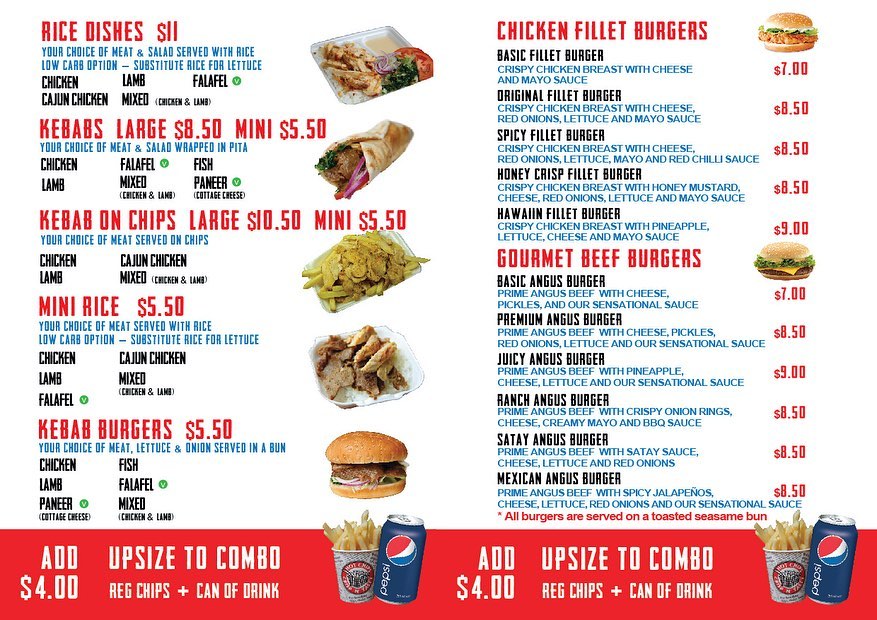 RICE DISHES $11
YOUR CHOICE OF MEAT & SALAD SERVED WITH RICE
LOW CARB OPTION – SUBSTITUTE RICE FOR LETTUCE
CHICKEN LAMB FALAFEL V
CAJUN CHICKEN MIXED (CHICKEN & LAMB)
KEBABS LARGE $8.50 MINI $5.50
YOUR CHOICE OF MEAT & SALAD WRAPPED IN PITA
CHICKEN FALAFEL V FISH
LAMB MIXED PANEER V
(CHICKEN & LAMB) (COTTAGE CHEESE)
KEBAB ON CHIPS LARGE $10.50 MINI $5.50
YOUR CHOICE OF MEAT SERVED ON CHIPS
CHICKEN CAJUN CHICKEN
LAMB MIXED (CHICKEN & LAMB)
MINI RICE $5.50
YOUR CHOICE OF MEAT SERVED WITH RICE
LOW CARB OPTION – SUBSTITUTE RICE FOR LETTUCE
CHICKEN CAJUN CHICKEN
LAMB MIXED
(CHICKEN & LAMB)
FALAFEL V
KEBAB BURGERS $5.50
YOUR CHOICE OF MEAT, LETTUCE & ONION SERVED IN A BUN
CHICKEN FISH
LAMB FALAFEL V
PANEER V MIXED
(COTTAGE CHEESE) (CHICKEN & LAMB)
ADD UPSIZE TO COMBO
$4.00 REG CHIPS + CAN OF DRINK
HOT CHIPS
pepsi
CHICKEN FILLET BURGERS
BASIC FILLET BURGER
CRISPY CHICKEN BREAST WITH CHEESE $7.00
AND MAYO SAUCE
ORIGINAL FILLET BURGER
CRISPY CHICKEN BREAST WITH CHEESE, $8.50
RED ONIONS, LETTUCE AND MAYO SAUCE
SPICY FILLET BURGER
CRISPY CHICKEN BREAST WITH CHEESE, $8.50
RED ONIONS, LETTUCE, MAYO AND RED CHILLI SAUCE
HONEY CRISP FILLET BURGER
CRISPY CHICKEN BREAST WITH HONEY MUSTARD, $8.50
CHEESE, RED ONIONS, LETTUCE AND MAYO SAUCE
HAWAIIN FILLET BURGER
CRISPY CHICKEN BREAST WITH PINEAPPLE, $9.00
LETTUCE, CHEESE AND MAYO SAUCE
GOURMET BEEF BURGERS
BASIC ANGUS BURGER
PRIME ANGUS BEEF WITH CHEESE, $7.00
PICKLES, AND OUR SENSATIONAL SAUCE
PREMIUM ANGUS BURGER
PRIME ANGUS BEEF WITH CHEESE, PICKLES, $8.50
RED ONIONS, LETTUCE AND OUR SENSATIONAL SAUCE
JUICY ANGUS BURGER
PRIME ANGUS BEEF WITH PINEAPPLE, $9.00
CHEESE, LETTUCE AND OUR SENSATIONAL SAUCE
RANCH ANGUS BURGER
PRIME ANGUS BEEF WITH CRISPY ONION RINGS, $8.50
CHEESE, CREAMY MAYO AND BBQ SAUCE
SATAY ANGUS BURGER
PRIME ANGUS BEEF WITH SATAY SAUCE, $8.50
CHEESE, LETTUCE AND RED ONIONS
MEXICAN ANGUS BURGER
PRIME ANGUS BEEF WITH SPICY JALAPEÑOS, $8.50
CHEESE, LETTUCE, RED ONIONS AND OUR SENSATIONAL SAUCE
* All burgers are served on a toasted seasame bun
ADD UPSIZE TO COMBO
$4.00 REG CHIPS + CAN OF DRINK
HOT CHIPS
pepsi